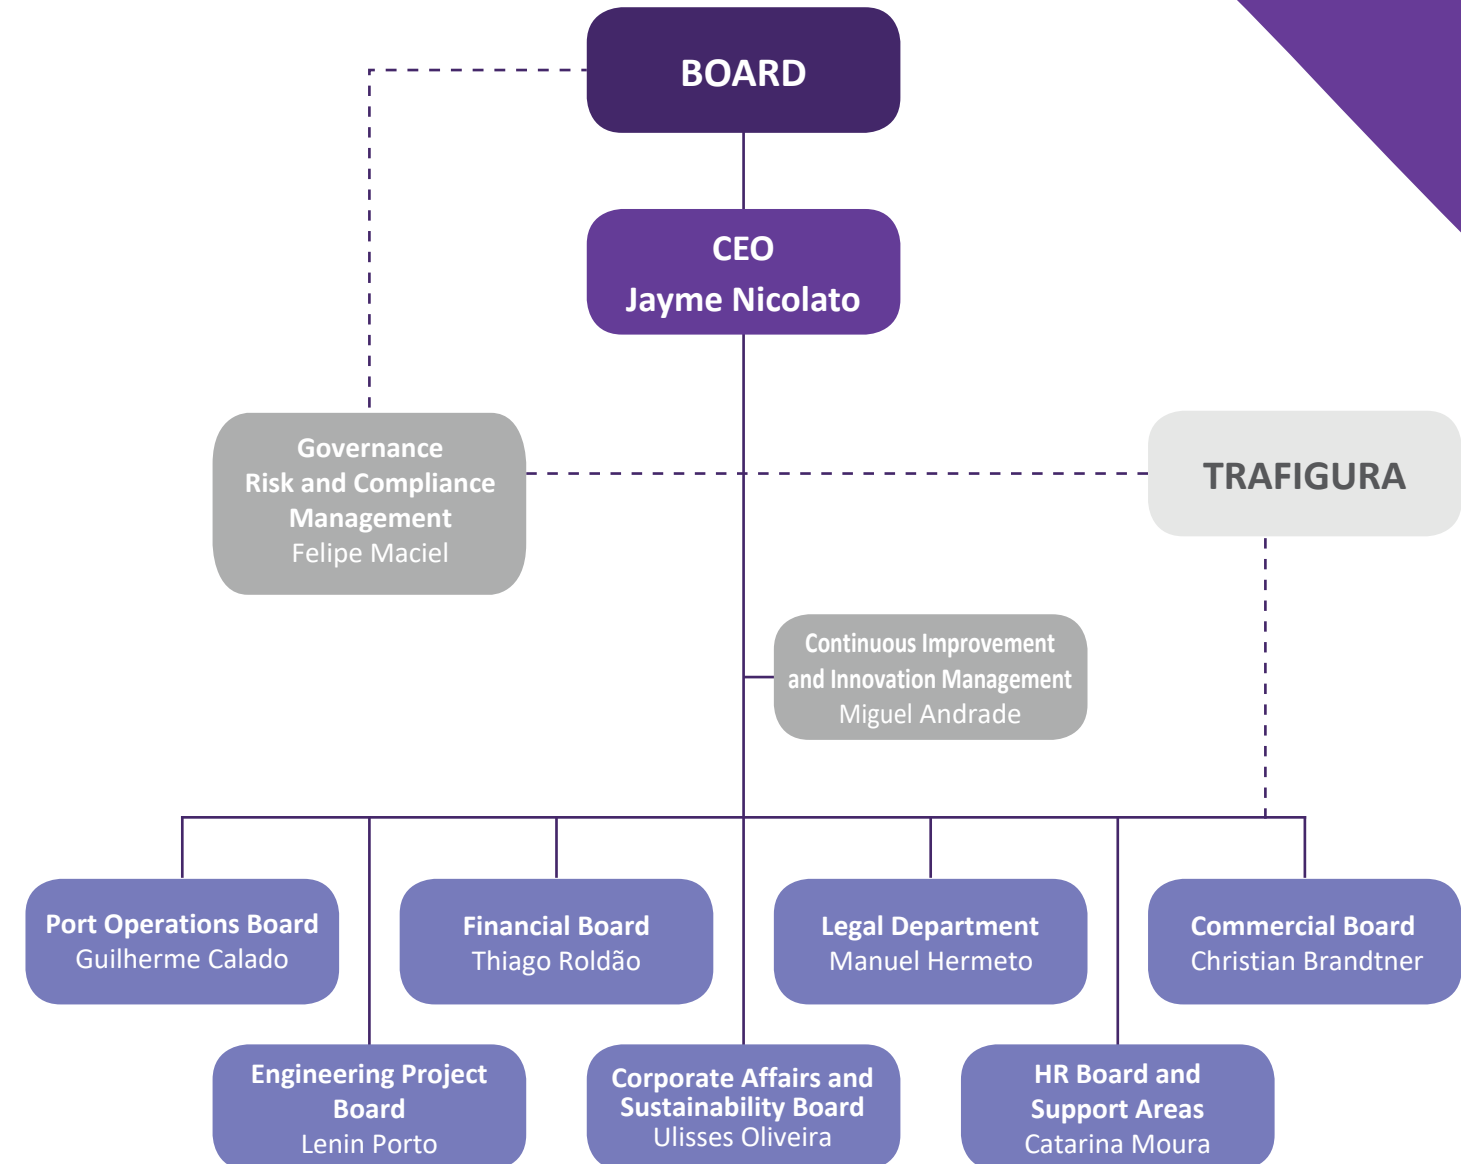 BOARD
CEO
Jayme Nicolato
Governance
Risk and Compliance
Management
Felipe Maciel
TRAFIGURA
Continuous Improvement
and Innovation Management
Miguel Andrade
Port Operations Board
Guilherme Calado
Financial Board
Thiago Roldão
Legal Department
Manuel Hermeto
Commercial Board
Christian Brandtner
Engineering Project
Board
Lenin Porto
Corporate Affairs and
Sustainability Board
Ulisses Oliveira
HR Board and
Support Areas
Catarina Moura